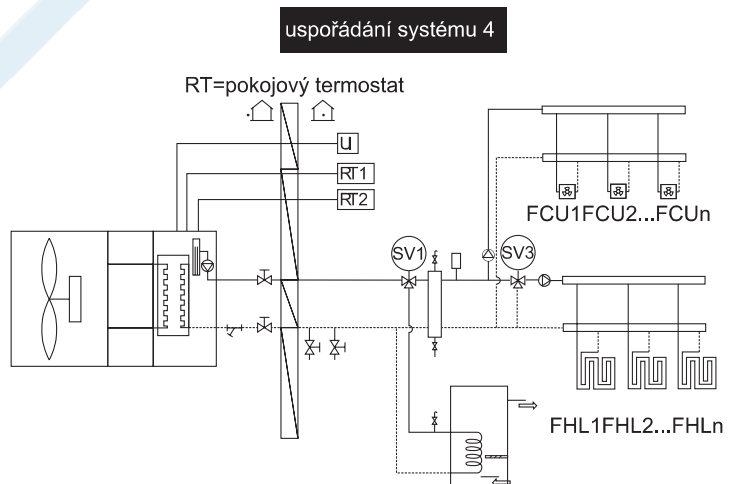 uspořádání systému 4
RT=pokojový termostat
u
RT1
RT2
SV1
SV3
FCU1FCU2...FCUn
FHL1FHL2...FHLn